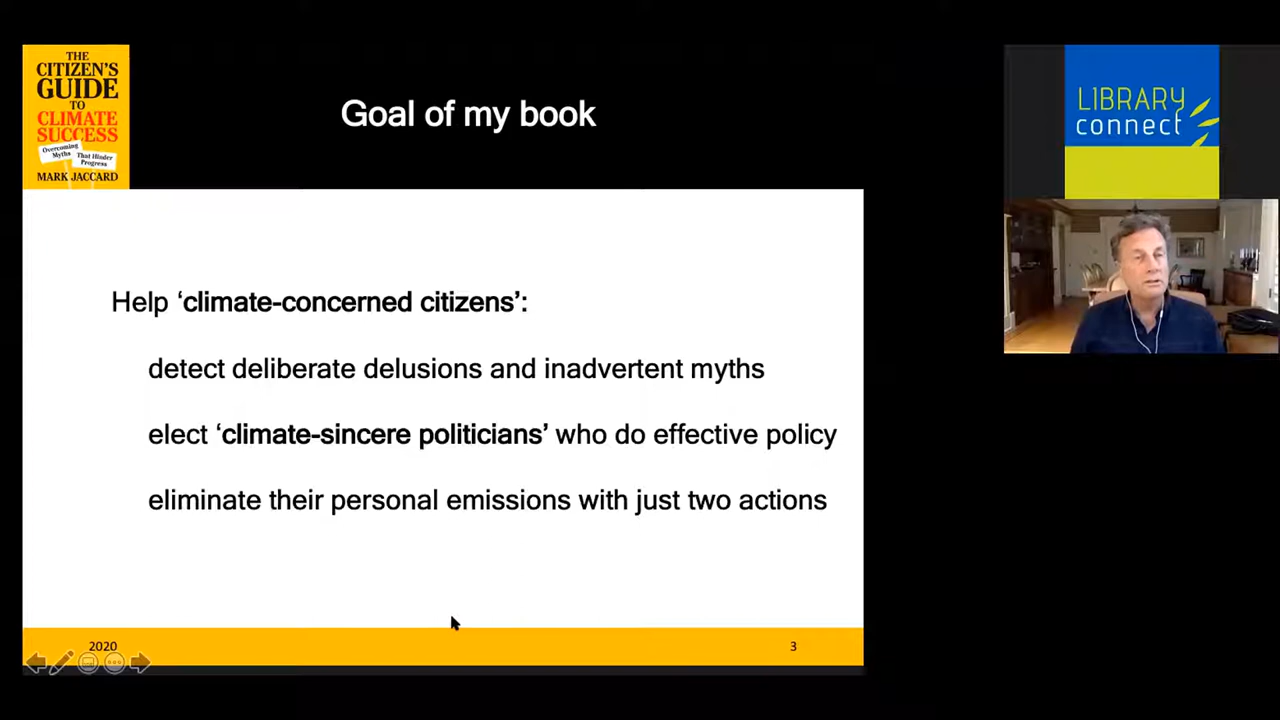 THE
CITIZEN'S
GUIDE
TO
CLIMATE
SUCCESS
Overcoming
Myths
That Hinder
Progress
MARK JACCARD
Goal of my book
LIBRARY
connect
Help ‘climate-concerned citizens’:
detect deliberate delusions and inadvertent myths
elect ‘climate-sincere politicians’ who do effective policy
eliminate their personal emissions with just two actions
2020
3